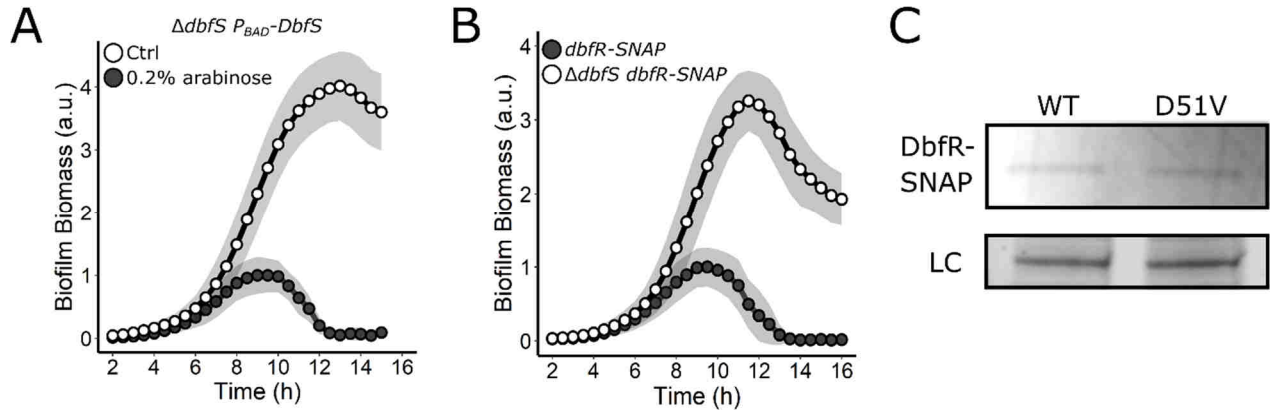 A
ΔdbfS P_BAD-DbfS
Ctrl
0.2% arabinose
Biofilm Biomass (a.u.)
4
3
2
1
0
2 4 6 8 10 12 14 16
Time (h)
B
dbfR-SNAP
ΔdbfS dbfR-SNAP
Biofilm Biomass (a.u.)
4
3
2
1
0
2 4 6 8 10 12 14 16
Time (h)
C
WT D51V
DbfR-
SNAP
LC